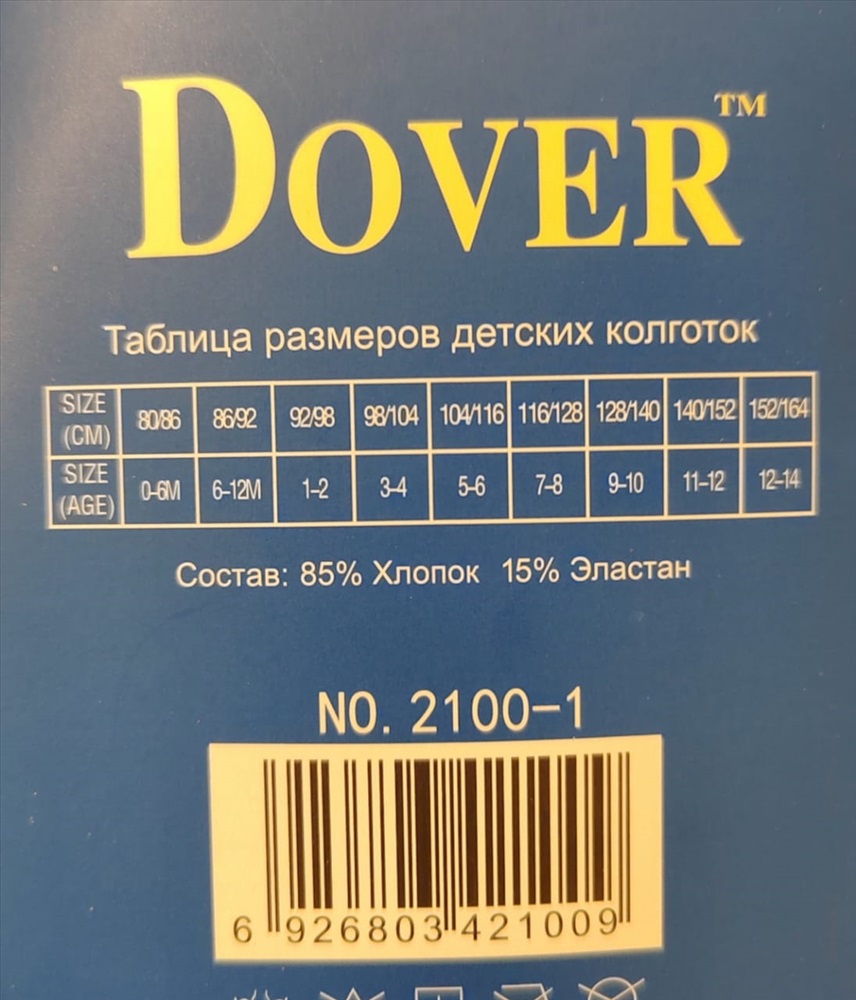 DOVER™
Таблица размеров детских колготок
SIZE (CM) 80/86 86/92 92/98 98/104 104/116 116/128 128/140 140/152 152/164
SIZE (AGE) 0-6M 6-12M 1-2 3-4 5-6 7-8 9-10 11-12 12-14
Состав: 85% Хлопок 15% Эластан
NO. 2100-1
6 926803 421009